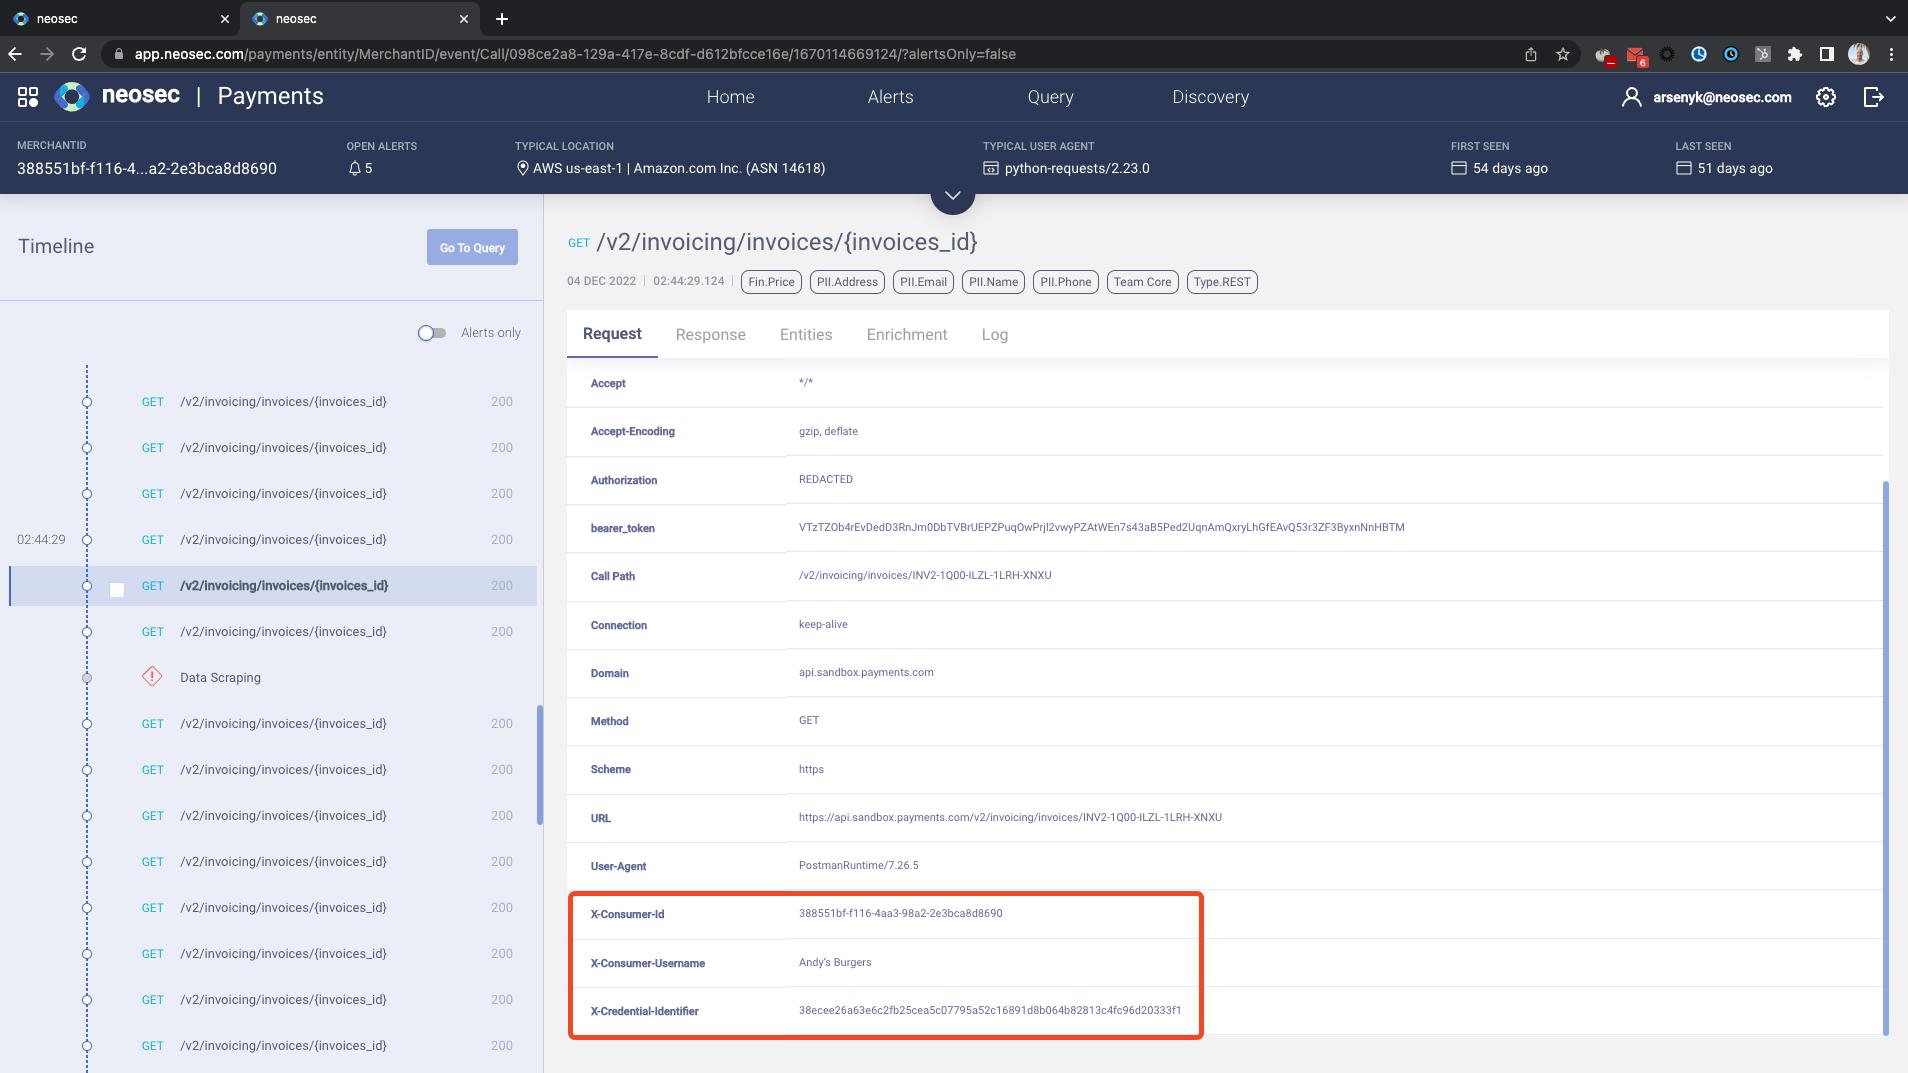 neosec
neosec
app.neosec.com/payments/entity/MerchantID/event/Call/098ce2a8-129a-417e-8cdf-d612bfcce16e/1670114669124/?alertsOnly=false
6
neosec | Payments
Home
Alerts
Query
Discovery
arsenyk@neosec.com
MERCHANTID
388551bf-f116-4...a2-2e3bca8d8690
OPEN ALERTS
5
TYPICAL LOCATION
AWS us-east-1 | Amazon.com Inc. (ASN 14618)
TYPICAL USER AGENT
python-requests/2.23.0
FIRST SEEN
54 days ago
LAST SEEN
51 days ago
Timeline
Go To Query
Alerts only
GET /v2/invoicing/invoices/{invoices_id} 200
GET /v2/invoicing/invoices/{invoices_id} 200
GET /v2/invoicing/invoices/{invoices_id} 200
02:44:29 GET /v2/invoicing/invoices/{invoices_id} 200
GET /v2/invoicing/invoices/{invoices_id} 200
GET /v2/invoicing/invoices/{invoices_id} 200
Data Scraping
GET /v2/invoicing/invoices/{invoices_id} 200
GET /v2/invoicing/invoices/{invoices_id} 200
GET /v2/invoicing/invoices/{invoices_id} 200
GET /v2/invoicing/invoices/{invoices_id} 200
GET /v2/invoicing/invoices/{invoices_id} 200
GET /v2/invoicing/invoices/{invoices_id} 200
GET /v2/invoicing/invoices/{invoices_id} 200
GET /v2/invoicing/invoices/{invoices_id} 200
GET /v2/invoicing/invoices/{invoices_id}
04 DEC 2022 | 02:44:29.124 | Fin.Price PII.Address PII.Email PII.Name PII.Phone Team Core Type.REST
Request Response Entities Enrichment Log
Accept */*
Accept-Encoding gzip, deflate
Authorization REDACTED
bearer_token VTzTZOb4rEvDedD3RnJm0DbTVBrUEPZPuqOwPrjl2vwyPZAtWEn7s43aB5Ped2UqnAmQxryLhGfEAvQ53r3ZF3ByxnNnHBTM
Call Path /v2/invoicing/invoices/INV2-1Q00-ILZL-1LRH-XNXU
Connection keep-alive
Domain api.sandbox.payments.com
Method GET
Scheme https
URL https://api.sandbox.payments.com/v2/invoicing/invoices/INV2-1Q00-ILZL-1LRH-XNXU
User-Agent PostmanRuntime/7.26.5
X-Consumer-Id 388551bf-f116-4aa3-98a2-2e3bca8d8690
X-Consumer-Username Andy's Burgers
X-Credential-Identifier 38ecee26a63e6c2fb25cea5c07795a52c16891d8b064b82813c4fc96d20333f1